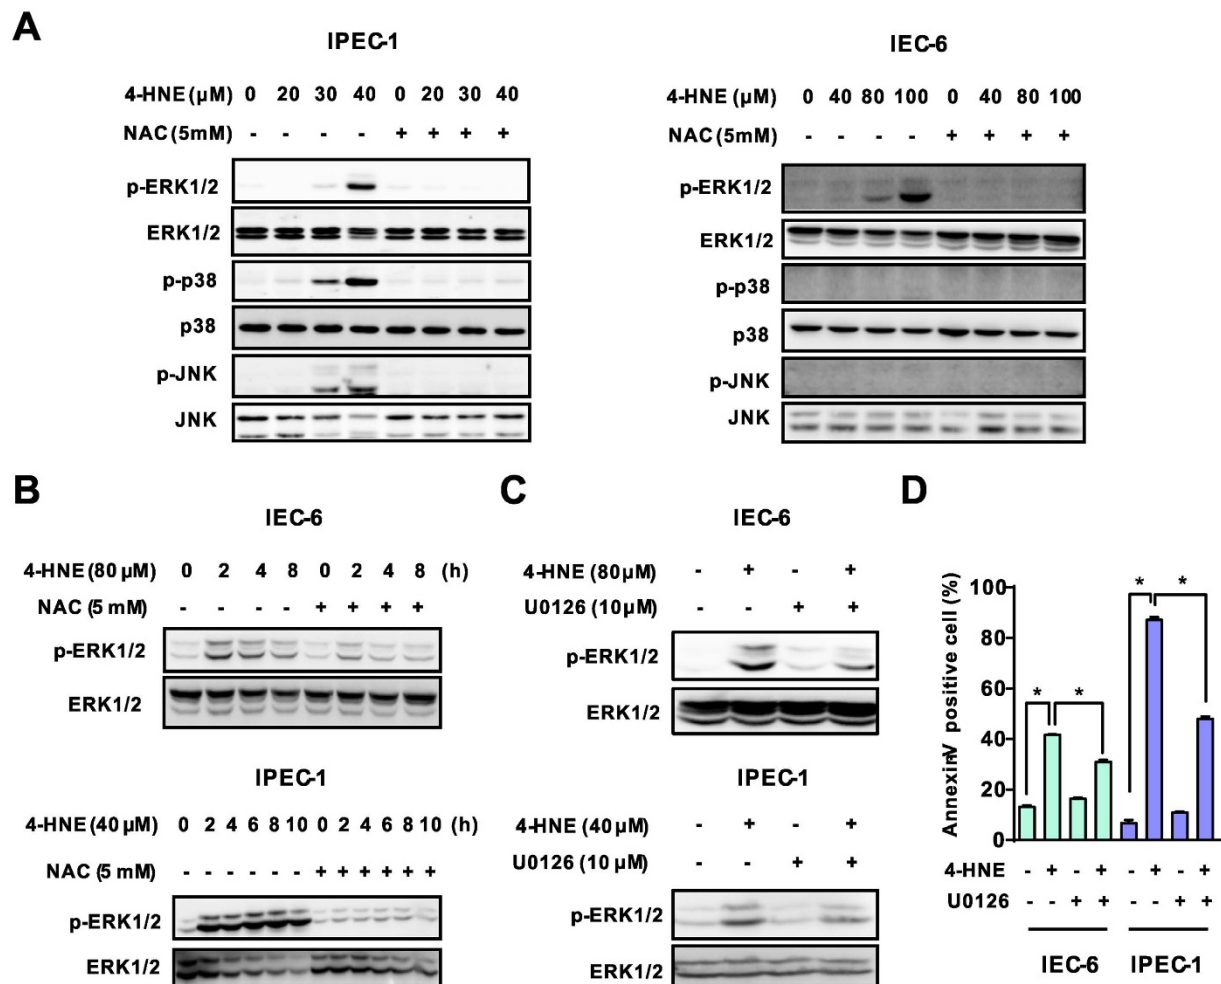 A
IPEC-1
4-HNE (µM) 0 20 30 40 0 20 30 40
NAC (5mM) - - - - + + + +
p-ERK1/2
ERK1/2
p-p38
p38
p-JNK
JNK
IEC-6
4-HNE (µM) 0 40 80 100 0 40 80 100
NAC (5mM) - - - - + + + +
p-ERK1/2
ERK1/2
p-p38
p38
p-JNK
JNK
B
IEC-6
4-HNE (80 µM) 0 2 4 8 0 2 4 8 (h)
NAC (5 mM) - - - - + + + +
p-ERK1/2
ERK1/2
IPEC-1
4-HNE (40 µM) 0 2 4 6 8 10 0 2 4 6 8 10 (h)
NAC (5 mM) - - - - - - + + + + + +
p-ERK1/2
ERK1/2
C
IEC-6
4-HNE (80µM) - + - +
U0126 (10µM) - - + +
p-ERK1/2
ERK1/2
IPEC-1
4-HNE (40 µM) - + - +
U0126 (10 µM) - - + +
p-ERK1/2
ERK1/2
D
Annexin-V positive cell (%)
100
80
60
40
20
0
* * * *
4-HNE - + - + - + - +
U0126 - - + + - - + +
IEC-6 IPEC-1